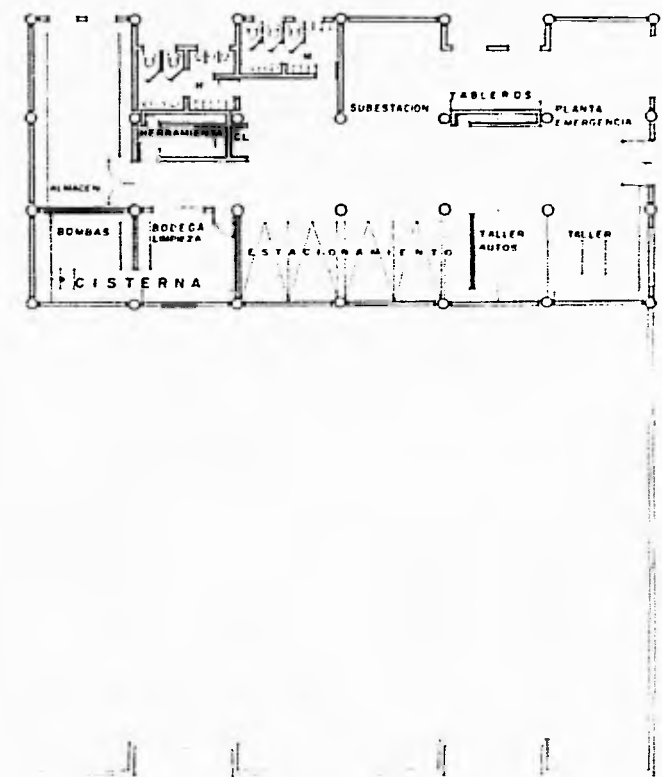 M
H
TABLEROS
SUBESTACION
PLANTA
EMERGENCIA
HERRAMIENTA
CL
ALMACEN
BOMBAS
BODEGA
LIMPIEZA
ESTACIONAMIENTO
TALLER
AUTOS
TALLER
CISTERNA